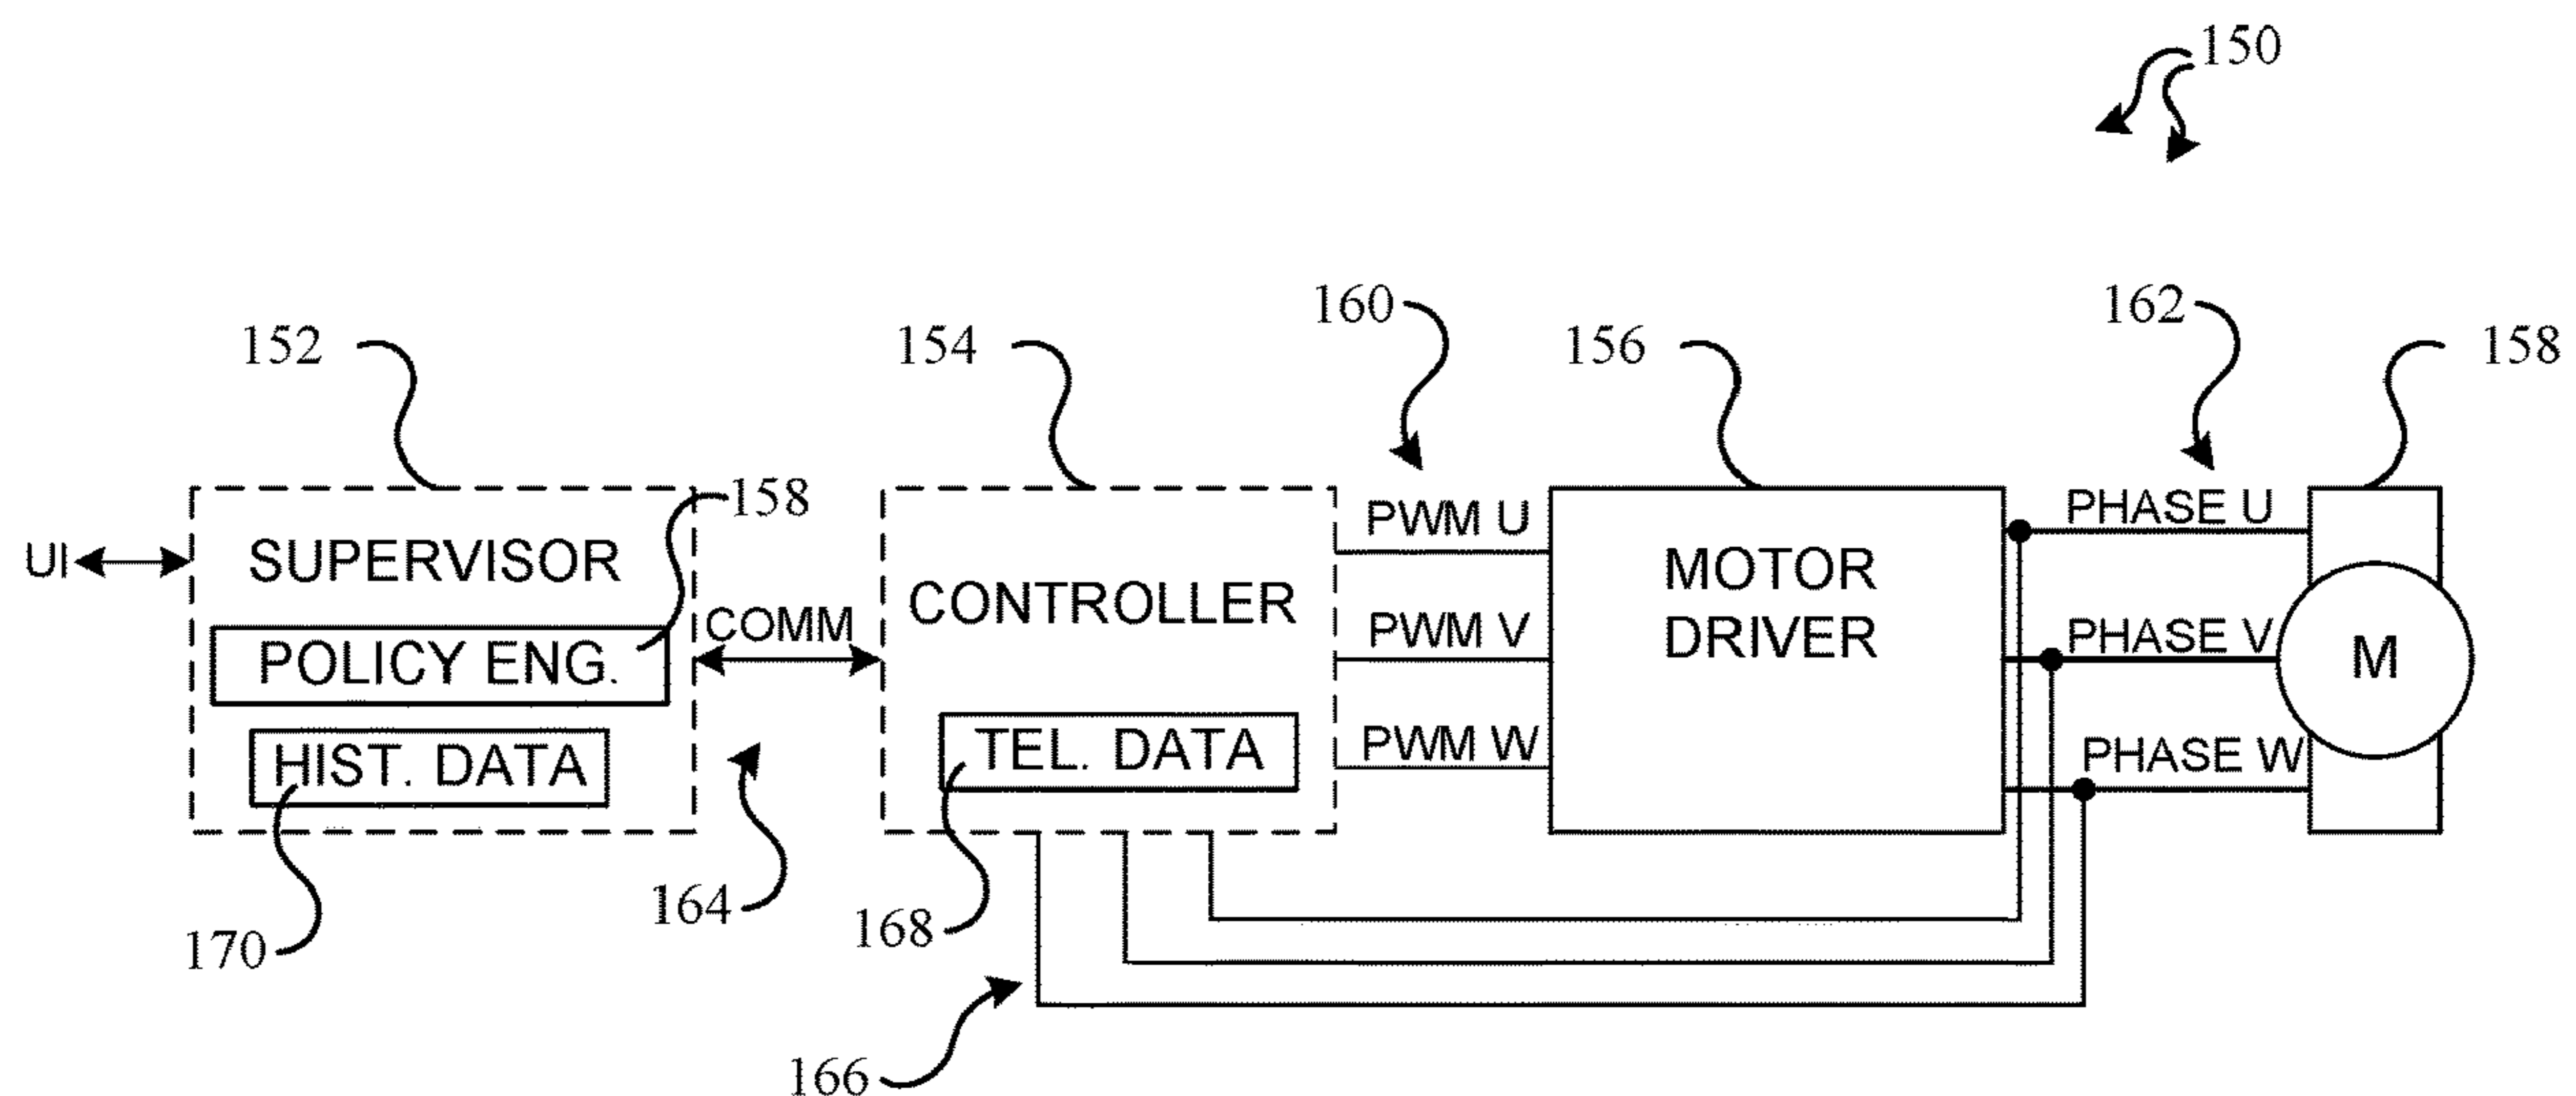 150
160
162
152
154
156
158
158
PWM U
PHASE U
UI
SUPERVISOR
MOTOR
DRIVER
CONTROLLER
COMM
PWM V
PHASE V
POLICY ENG.
M
TEL. DATA
PWM W
PHASE W
HIST. DATA
164
168
170
166